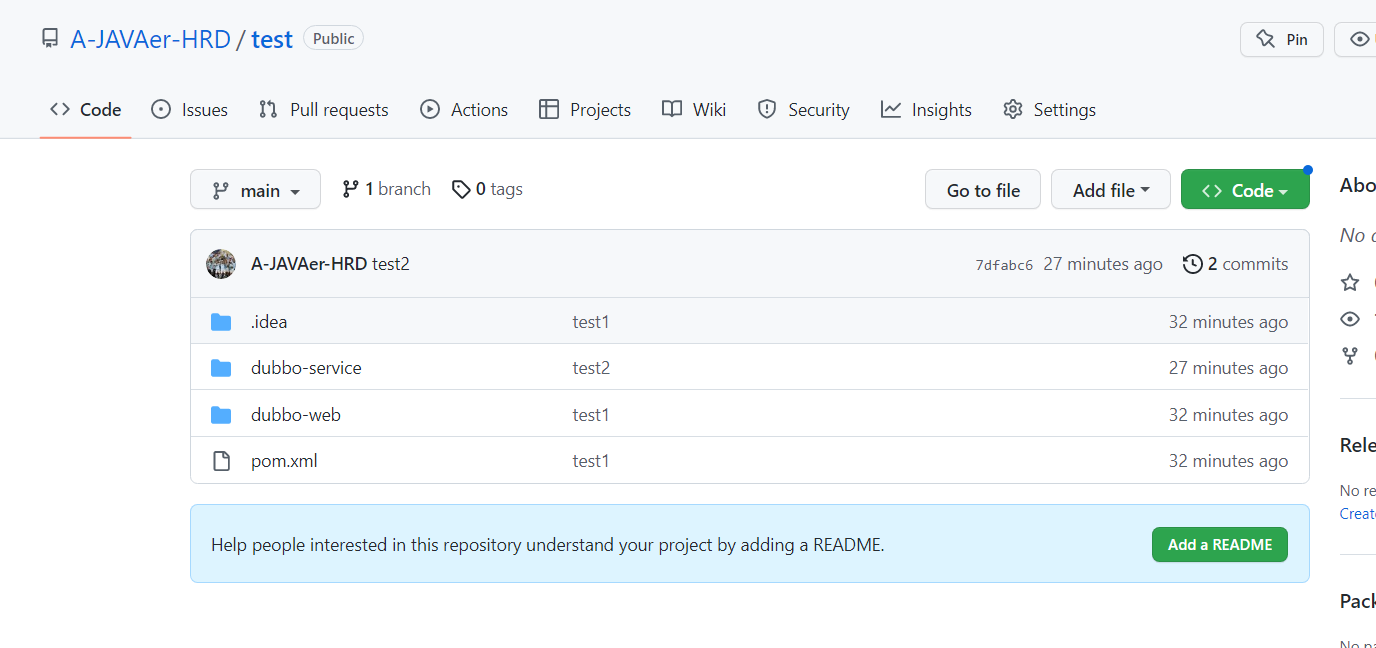 A-JAVAer-HRD / test Public
Pin
Code Issues Pull requests Actions Projects Wiki Security Insights Settings
main 1 branch 0 tags Go to file Add file Code
A-JAVAer-HRD test2 7dfabc6 27 minutes ago 2 commits
.idea test1 32 minutes ago
dubbo-service test2 27 minutes ago
dubbo-web test1 32 minutes ago
pom.xml test1 32 minutes ago
Help people interested in this repository understand your project by adding a README. Add a README
Abo
No
Rele
No re
Creat
Pack
No pa